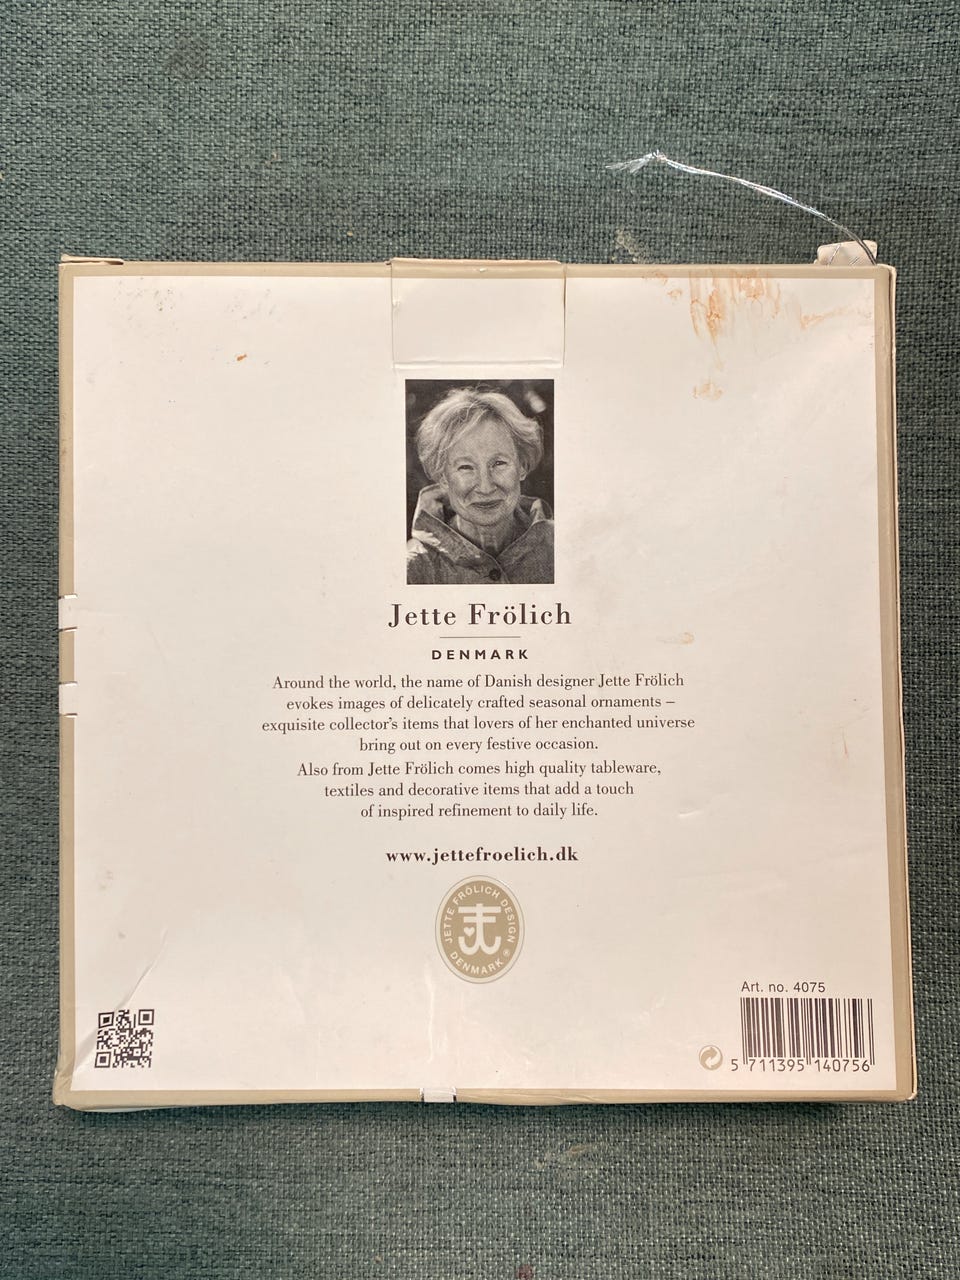 Jette Frölich
DENMARK
Around the world, the name of Danish designer Jette Frölich
evokes images of delicately crafted seasonal ornaments –
exquisite collector's items that lovers of her enchanted universe
bring out on every festive occasion.
Also from Jette Frölich comes high quality tableware,
textiles and decorative items that add a touch
of inspired refinement to daily life.
www.jettefroelich.dk
JETTE FRÖLICH DESIGN ®
DENMARK
Art. no. 4075
5 711395 140756